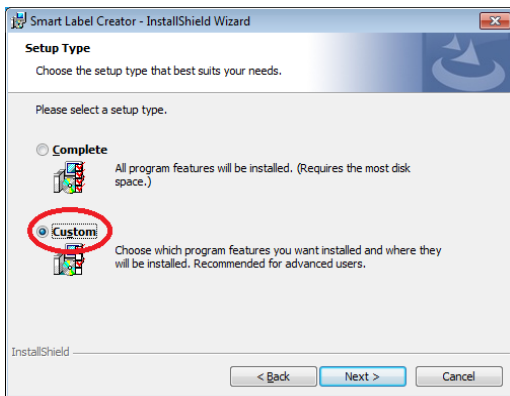 Smart Label Creator - InstallShield Wizard
Setup Type
Choose the setup type that best suits your needs.
Please select a setup type.
Complete
All program features will be installed. (Requires the most disk
space.)
Custom
Choose which program features you want installed and where they
will be installed. Recommended for advanced users.
InstallShield
< Back Next > Cancel